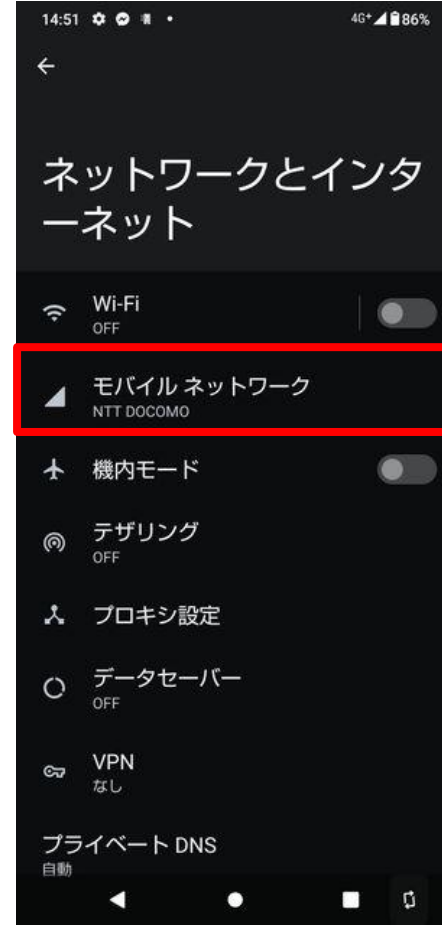 14:51
4G+
86%
ネットワークとインタ
ーネット
Wi-Fi
OFF
モバイル ネットワーク
NTT DOCOMO
機内モード
テザリング
OFF
プロキシ設定
データセーバー
OFF
VPN
なし
プライベート DNS
自動